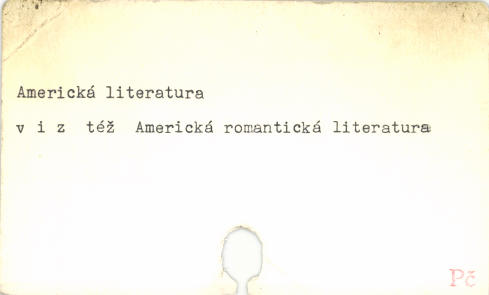 Americká literatura
v i z též Americká romantická literatura
Pč